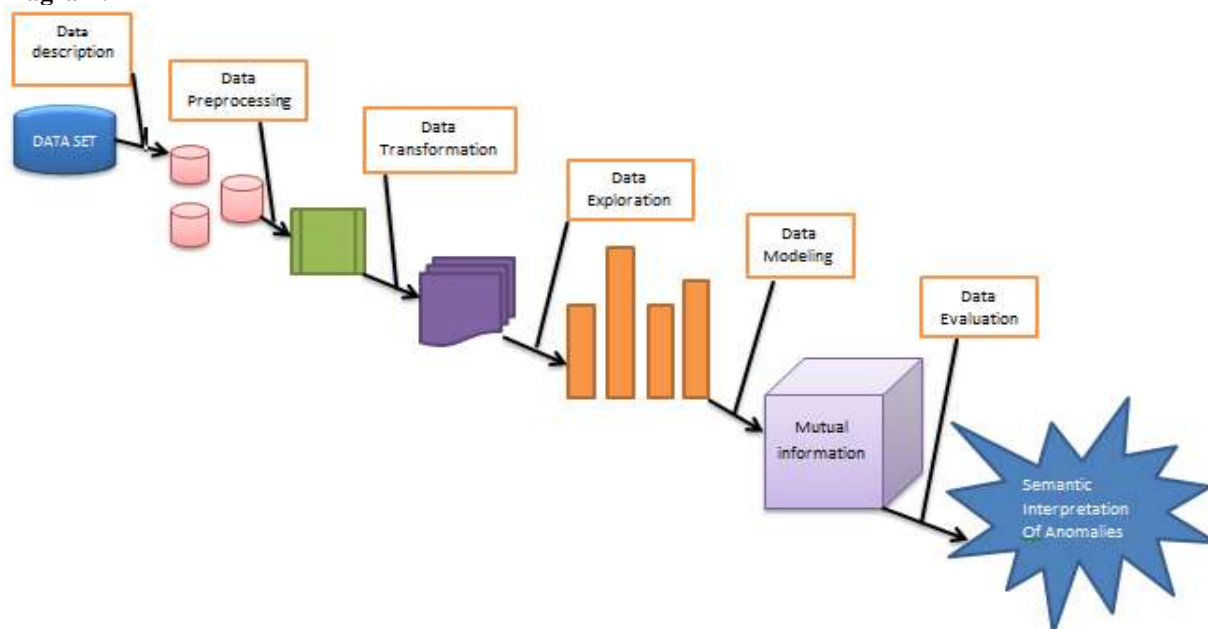 Data
description
DATA SET
Data
Preprocessing
Data
Transformation
Data
Exploration
Data
Modeling
Data
Evaluation
Mutual
information
Semantic
Interpretation
Of Anomalies